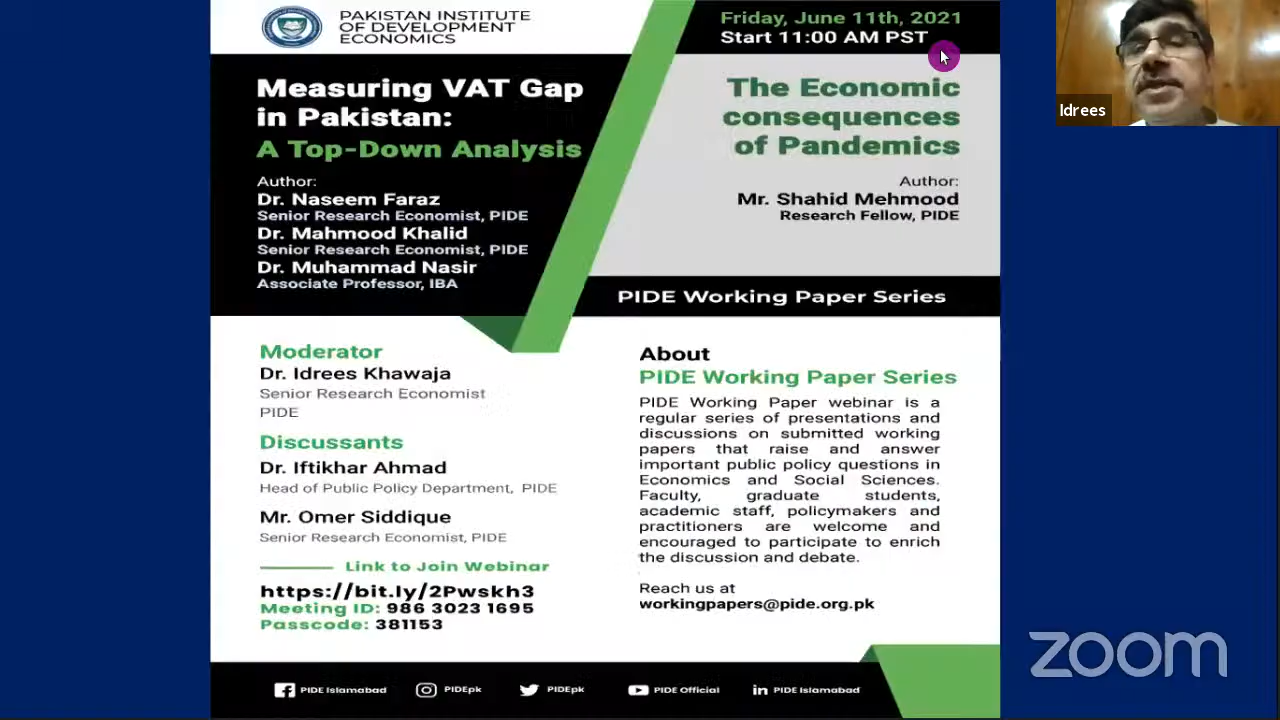 PAKISTAN INSTITUTE
OF DEVELOPMENT
ECONOMICS
Friday, June 11th, 2021
Start 11:00 AM PST
Measuring VAT Gap
in Pakistan:
A Top-Down Analysis
Author:
Dr. Naseem Faraz
Senior Research Economist, PIDE
Dr. Mahmood Khalid
Senior Research Economist, PIDE
Dr. Muhammad Nasir
Associate Professor, IBA
The Economic
consequences
of Pandemics
Author:
Mr. Shahid Mehmood
Research Fellow, PIDE
PIDE Working Paper Series
Moderator
Dr. Idrees Khawaja
Senior Research Economist
PIDE
Discussants
Dr. Iftikhar Ahmad
Head of Public Policy Department, PIDE
Mr. Omer Siddique
Senior Research Economist, PIDE
Link to Join Webinar
https://bit.ly/2Pwskh3
Meeting ID: 986 3023 1695
Passcode: 381153
About
PIDE Working Paper Series
PIDE Working Paper webinar is a
regular series of presentations and
discussions on submitted working
papers that raise and answer
important public policy questions in
Economics and Social Sciences.
Faculty, graduate students,
academic staff, policymakers and
practitioners are welcome and
encouraged to participate to enrich
the discussion and debate.
Reach us at
workingpapers@pide.org.pk
PIDE Islamabad
PIDEpk
PIDEpk
PIDE Official
PIDE Islamabad
Idrees
zoom